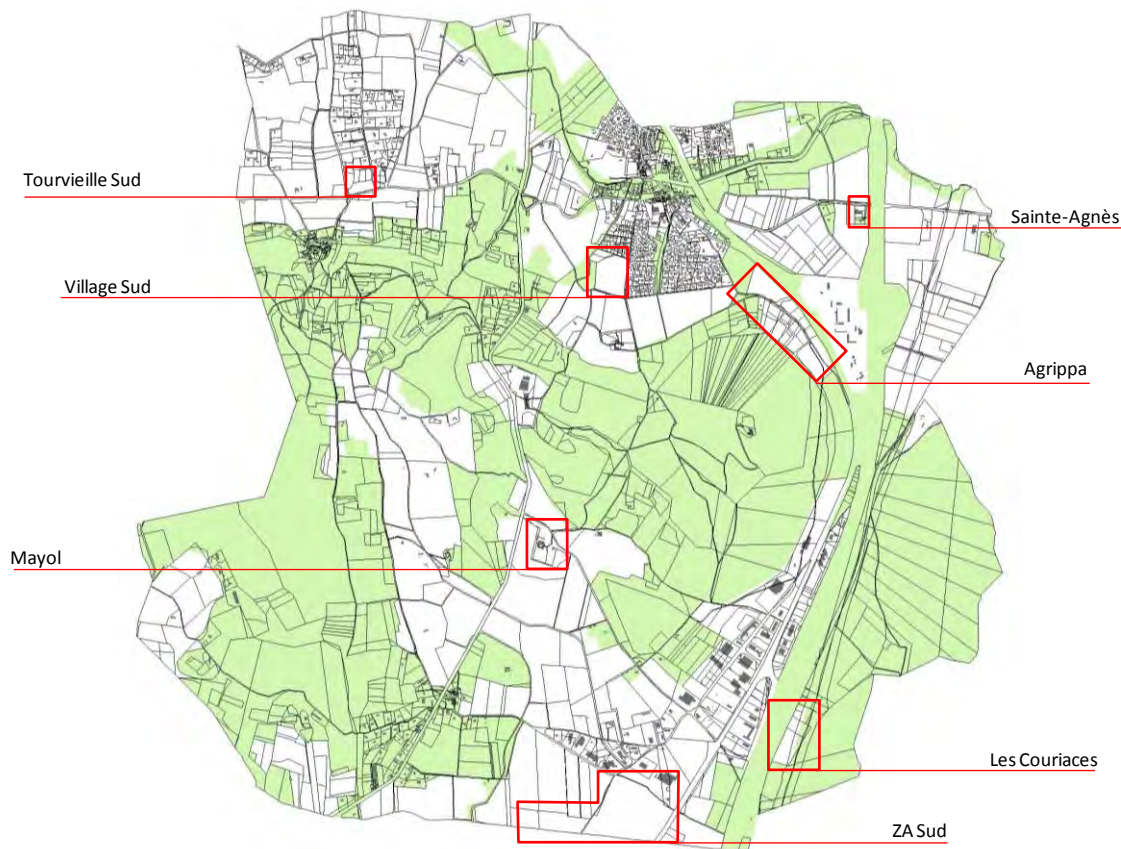 Tourvieille Sud
Sainte-Agnès
Village Sud
Agrippa
Mayol
Les Couriaces
ZA Sud